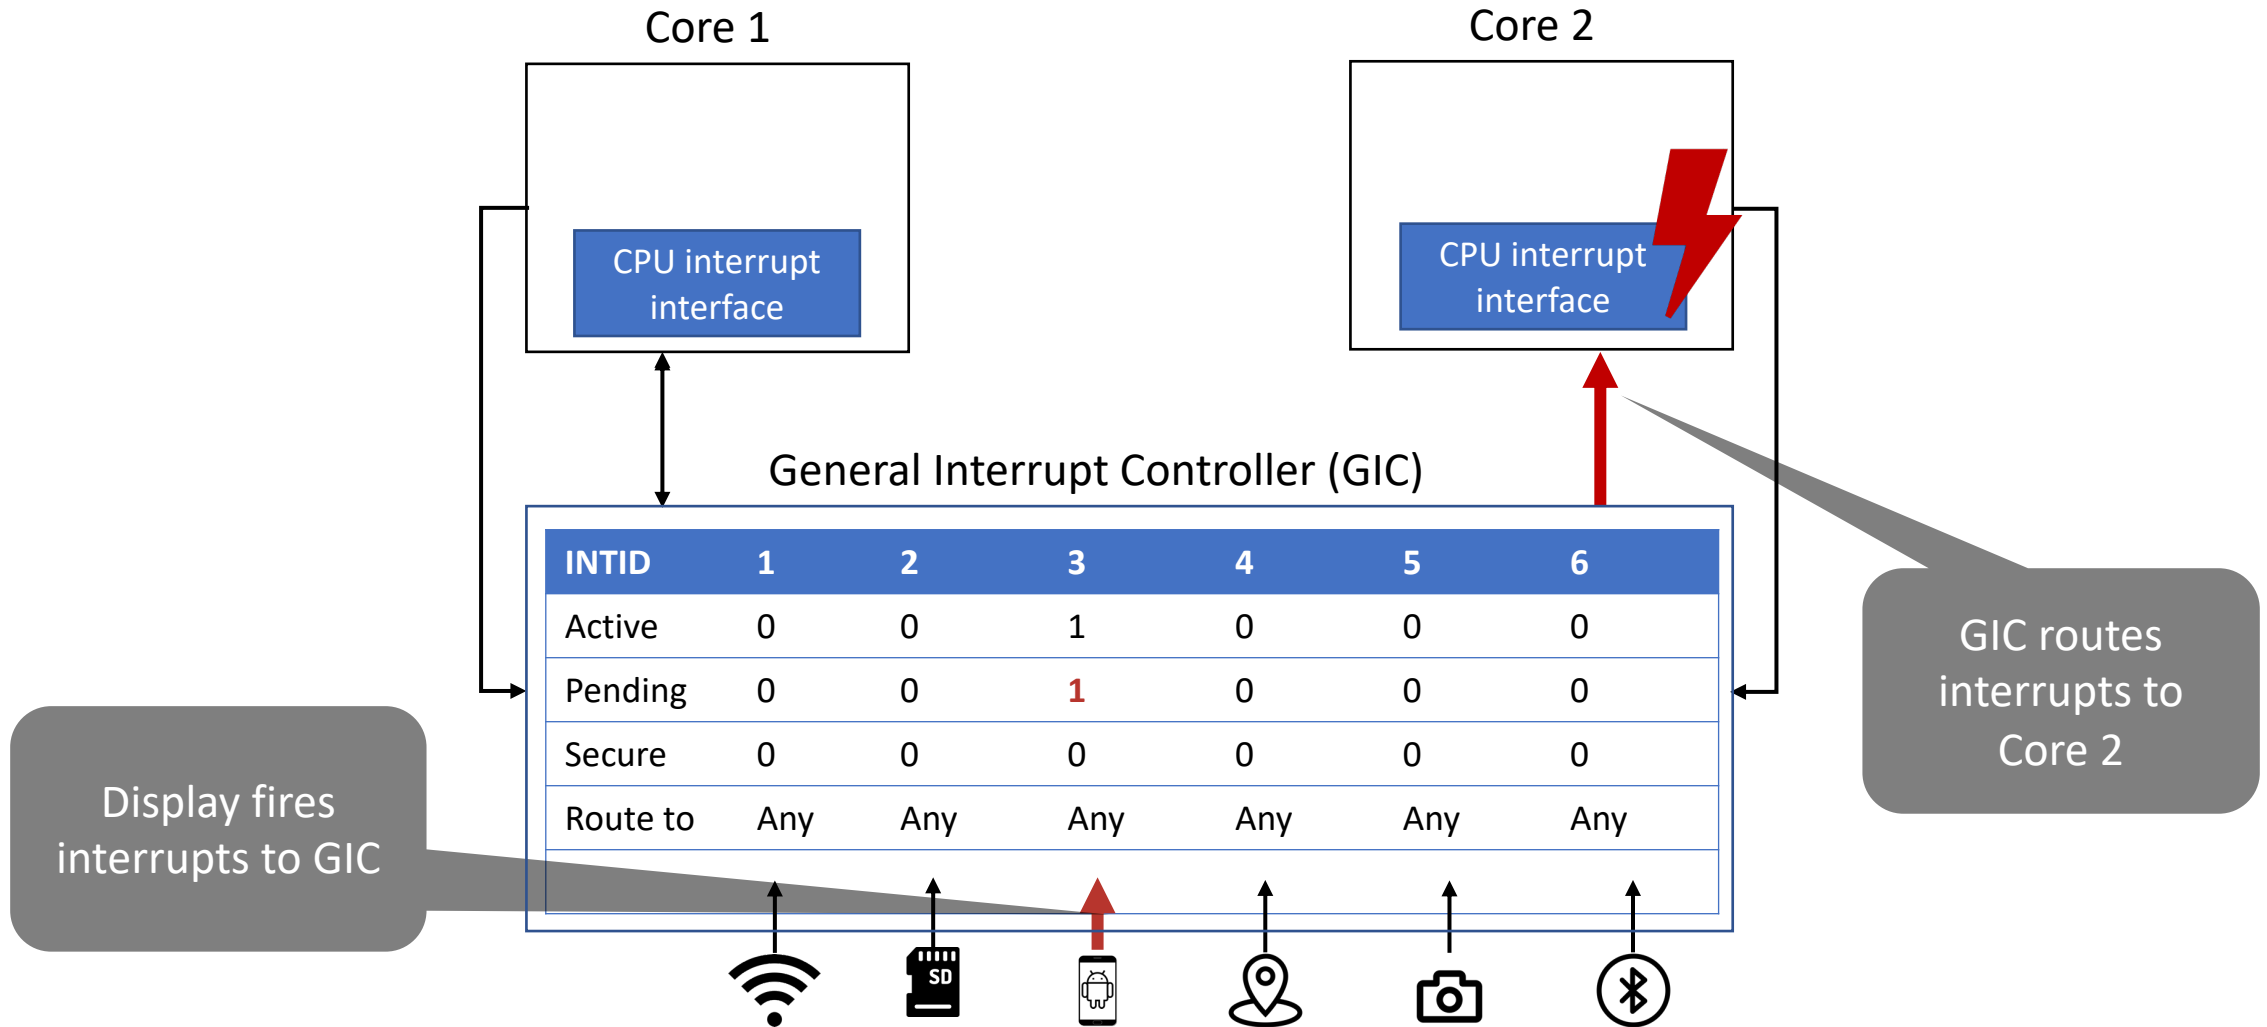 Core 1
Core 2
CPU interrupt
interface
CPU interrupt
interface
General Interrupt Controller (GIC)
INTID 1 2 3 4 5 6
Active 0 0 1 0 0 0
Pending 0 0 1 0 0 0
Secure 0 0 0 0 0 0
Route to Any Any Any Any Any Any
GIC routes
interrupts to
Core 2
Display fires
interrupts to GIC
SD